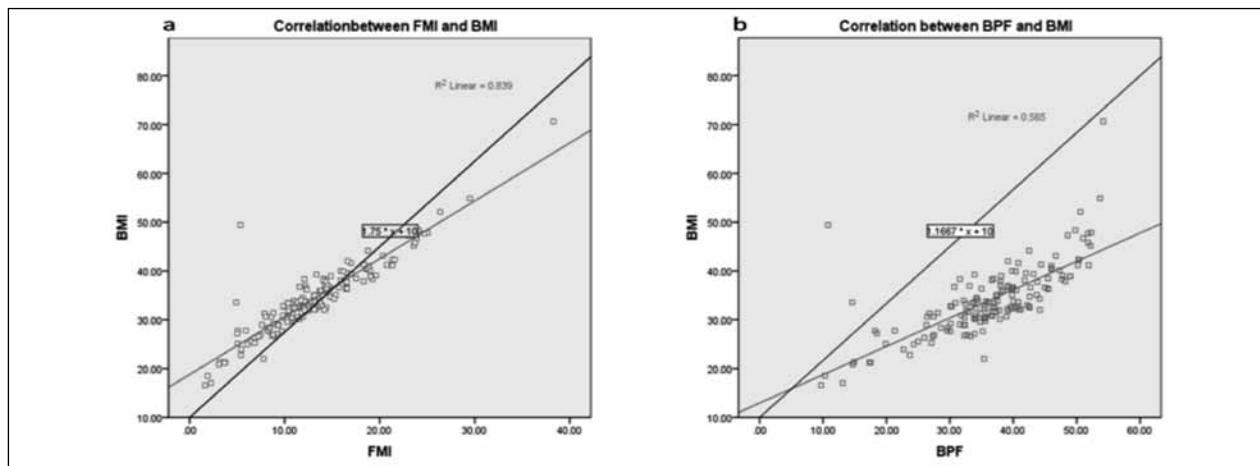 a
Correlationbetween FMI and BMI
R2 Linear = 0.839
1.75 * x + 10
BMI
80.00
70.00
60.00
50.00
40.00
30.00
20.00
10.00
.00 10.00 20.00 30.00 40.00
FMI
b
Correlation between BPF and BMI
R2 Linear = 0.565
1.1667 * x + 10
BMI
80.00
70.00
60.00
50.00
40.00
30.00
20.00
10.00
.00 10.00 20.00 30.00 40.00 50.00 60.00
BPF